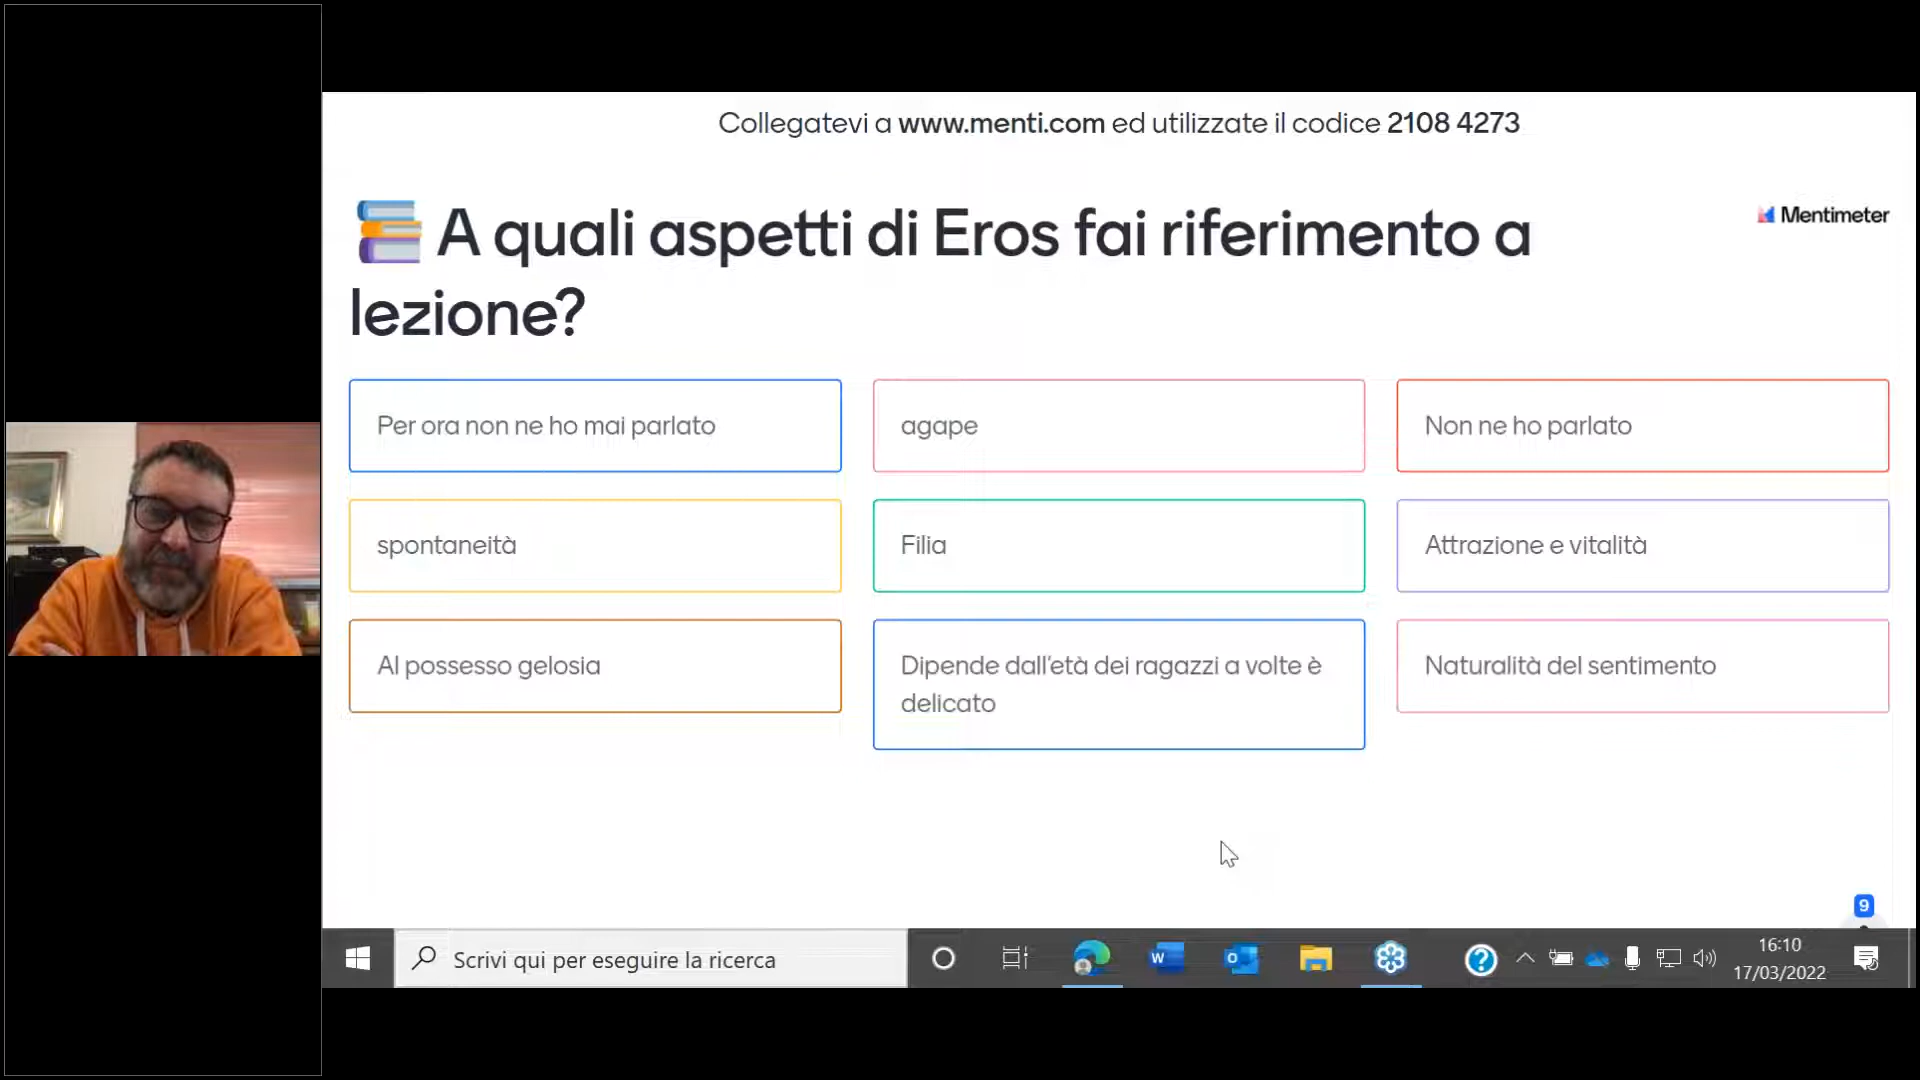 Collegatevi a www.menti.com ed utilizzate il codice 2108 4273
Mentimeter
A quali aspetti di Eros fai riferimento a
lezione?
Per ora non ne ho mai parlato
agape
Non ne ho parlato
spontaneità
Filia
Attrazione e vitalità
Al possesso gelosia
Dipende dall'età dei ragazzi a volte è
delicato
Naturalità del sentimento
9
Scrivi qui per eseguire la ricerca
16:10
17/03/2022